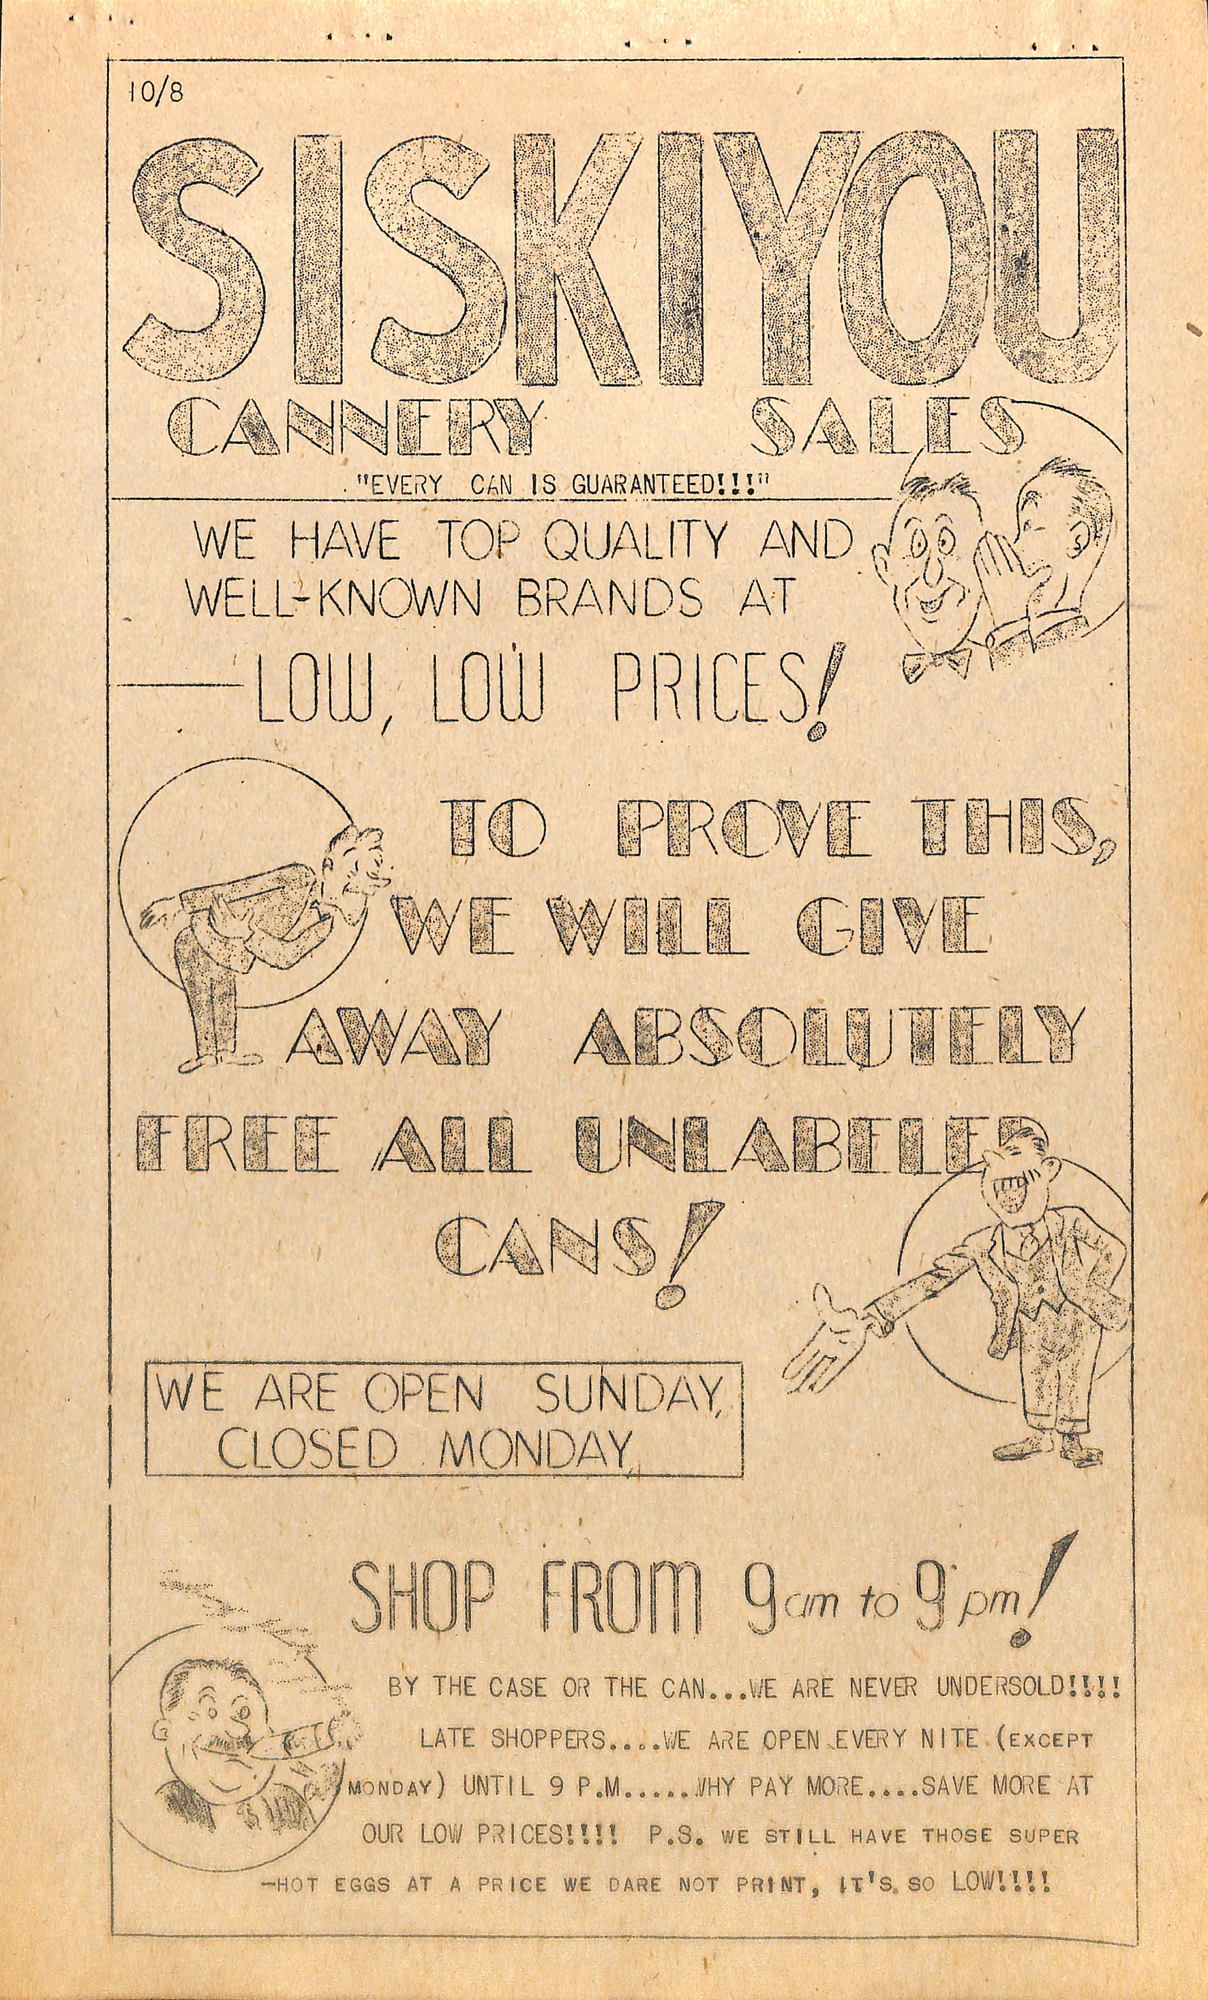 10/8
SISKIYOU
CANNERY SALES
"EVERY CAN IS GUARANTEED!!!"
WE HAVE TOP QUALITY AND
WELL-KNOWN BRANDS AT
—LOW, LOW PRICES!
TO PROVE THIS,
WE WILL GIVE
AWAY ABSOLUTELY
FREE ALL UNLABELED
CANS!
WE ARE OPEN SUNDAY,
CLOSED MONDAY,
SHOP FROM 9am to 9 pm!
BY THE CASE OR THE CAN...WE ARE NEVER UNDERSOLD!!!!
LATE SHOPPERS....WE ARE OPEN EVERY NITE (EXCEPT
MONDAY) UNTIL 9 P.M......WHY PAY MORE....SAVE MORE AT
OUR LOW PRICES!!!! P.S. WE STILL HAVE THOSE SUPER
-HOT EGGS AT A PRICE WE DARE NOT PRINT, IT'S SO LOW!!!!